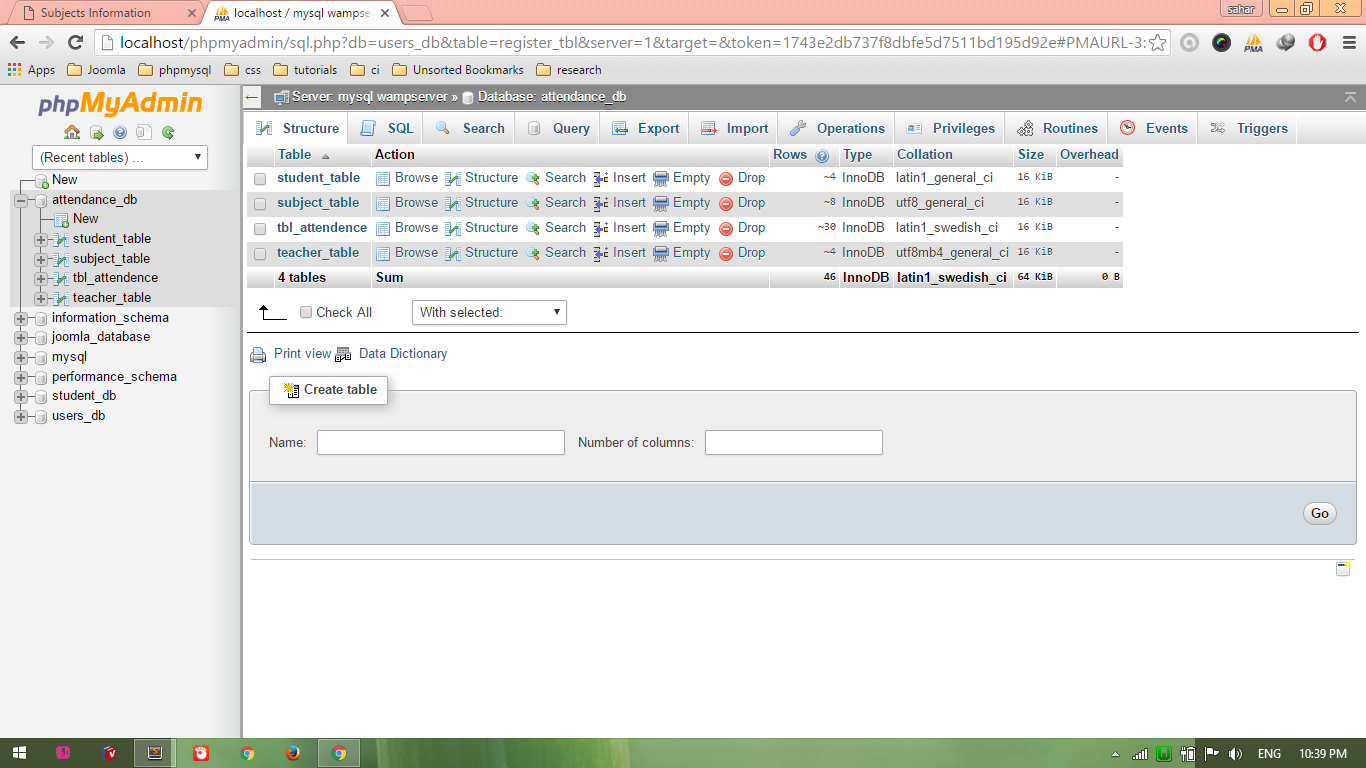 Subjects Information
localhost / mysql wampse
sahar
localhost/phpmyadmin/sql.php?db=users_db&table=register_tbl&server=1&target=&token=1743e2db737f8dbfe5d7511bd195d92e#PMAURL-3:
Apps Joomla phpmysql css tutorials ci Unsorted Bookmarks research
phpMyAdmin
(Recent tables) ...
New
attendance_db
New
student_table
subject_table
tbl_attendence
teacher_table
information_schema
joomla_database
mysql
performance_schema
student_db
users_db
Server: mysql wampserver » Database: attendance_db
Structure SQL Search Query Export Import Operations Privileges Routines Events Triggers
Table Action Rows Type Collation Size Overhead
student_table Browse Structure Search Insert Empty Drop ~4 InnoDB latin1_general_ci 16 KiB -
subject_table Browse Structure Search Insert Empty Drop ~8 InnoDB utf8_general_ci 16 KiB -
tbl_attendence Browse Structure Search Insert Empty Drop ~30 InnoDB latin1_swedish_ci 16 KiB -
teacher_table Browse Structure Search Insert Empty Drop ~4 InnoDB utf8mb4_general_ci 16 KiB -
4 tables Sum 46 InnoDB latin1_swedish_ci 64 KiB 0 B
Check All With selected:
Print view Data Dictionary
Create table
Name: Number of columns:
Go
ENG 10:39 PM